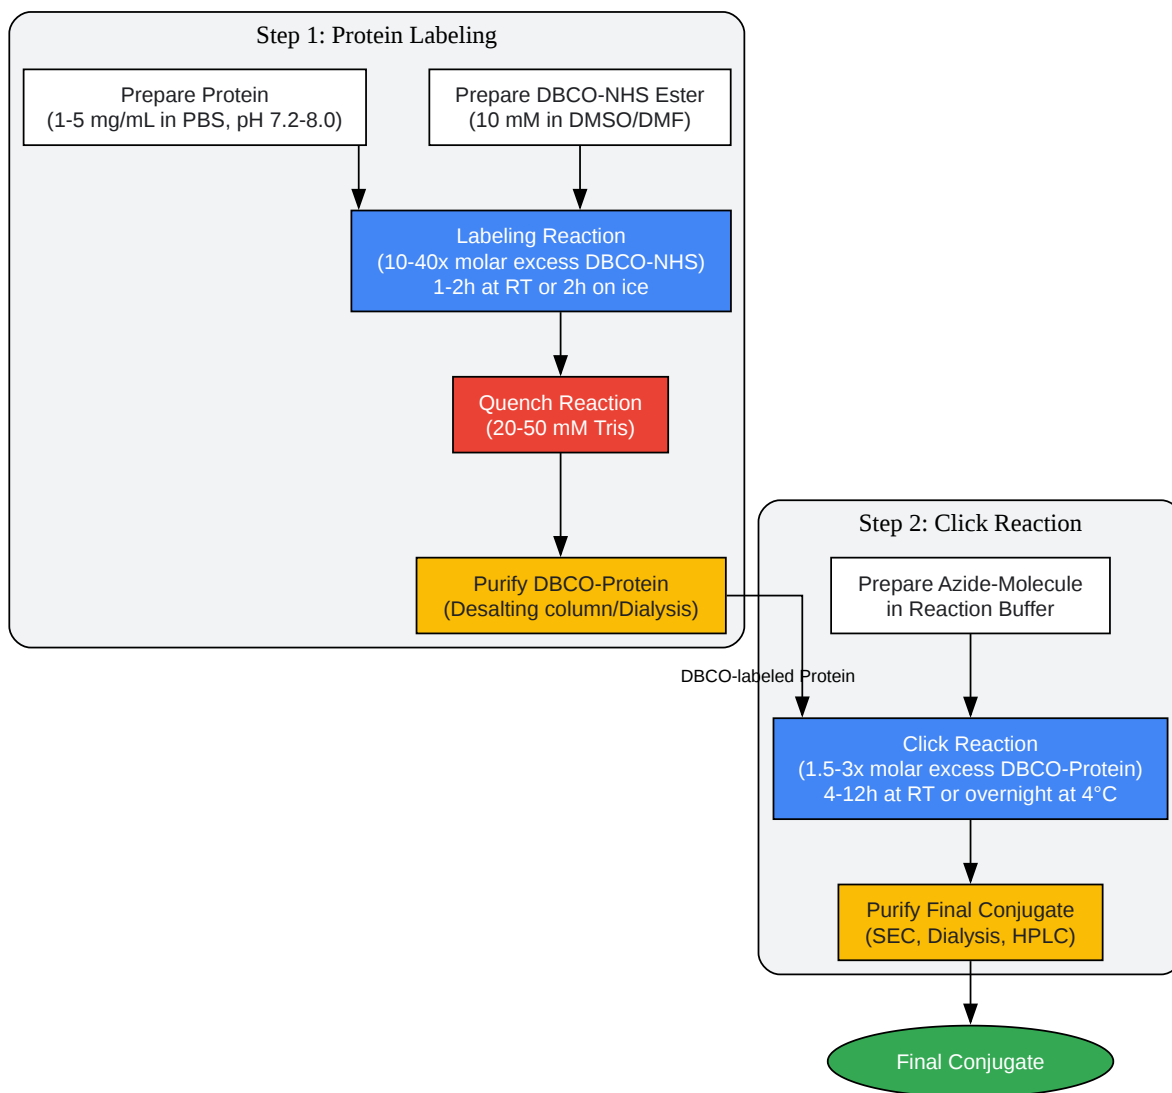 Step 1: Protein Labeling
Prepare Protein
(1-5 mg/mL in PBS, pH 7.2-8.0)
Prepare DBCO-NHS Ester
(10 mM in DMSO/DMF)
Labeling Reaction
(10-40x molar excess DBCO-NHS)
1-2h at RT or 2h on ice
Quench Reaction
(20-50 mM Tris)
Purify DBCO-Protein
(Desalting column/Dialysis)
DBCO-labeled Protein
Step 2: Click Reaction
Prepare Azide-Molecule
in Reaction Buffer
Click Reaction
(1.5-3x molar excess DBCO-Protein)
4-12h at RT or overnight at 4°C
Purify Final Conjugate
(SEC, Dialysis, HPLC)
Final Conjugate